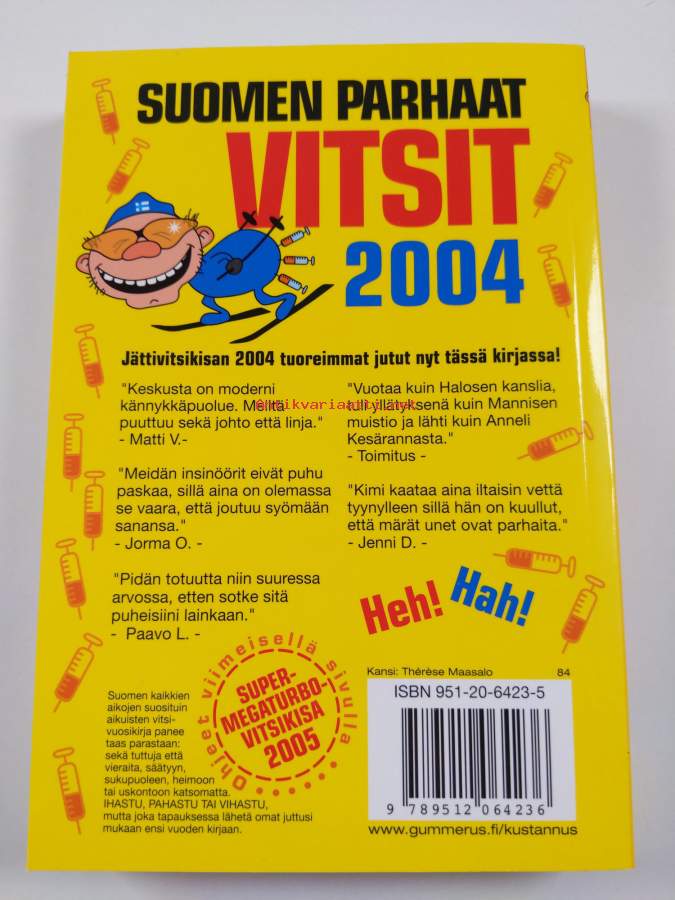 SUOMEN PARHAAT
VITSIT
2004
Jättivitsikisan 2004 tuoreimmat jutut nyt tässä kirjassa!
"Keskusta on moderni
kännykkäpuolue. Meiltä
puuttuu sekä johto että linja."
- Matti V.-
"Meidän insinöörit eivät puhu
paskaa, sillä aina on olemassa
se vaara, että joutuu syömään
sanansa."
- Jorma O. -
"Pidän totuutta niin suuressa
arvossa, etten sotke sitä
puheisiini lainkaan."
- Paavo L. -
"Vuotaa kuin Halosen kanslia,
tuli yllätyksenä kuin Mannisen
muistio ja lähti kuin Anneli
Kesärannasta."
- Toimitus -
"Kimi kaataa aina iltaisin vettä
tyynylleen sillä hän on kuullut,
että märät unet ovat parhaita."
- Jenni D. -
antikvariaatti.net
Heh! Hah!
Ohjeet viimeisellä sivulla
SUPER-
MEGATURBO-
VITSIKISA
2005
Suomen kaikkien
aikojen suosituin
aikuisten vitsi-
vuosikirja panee
taas parastaan:
sekä tuttuja että
vieraita, säätyyn,
sukupuoleen, heimoon
tai uskontoon katsomatta.
IHASTU, PAHASTU TAI VIHASTU,
mutta joka tapauksessa lähetä omat juttusi
mukaan ensi vuoden kirjaan.
Kansi: Thérèse Maasalo 84
ISBN 951-20-6423-5
9 789512 064236
www.gummerus.fi/kustannus